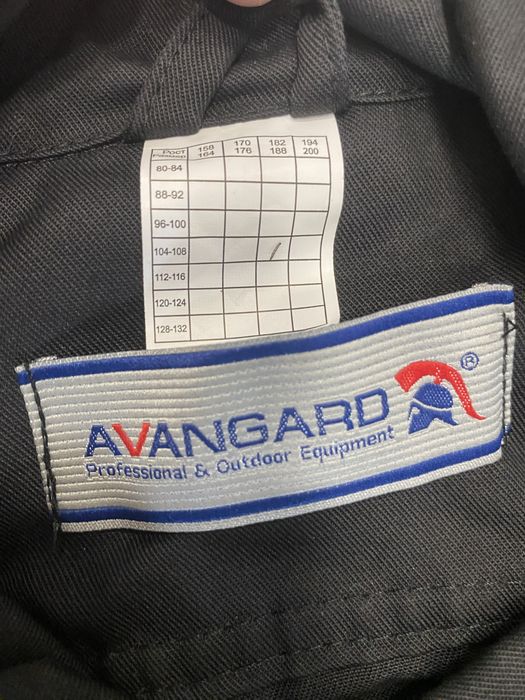 Рост 158 170 182 194
Размер 164 176 188 200
80-84
88-92
96-100
104-108
112-116
120-124
128-132
AVANGARD ®
Professional & Outdoor Equipment